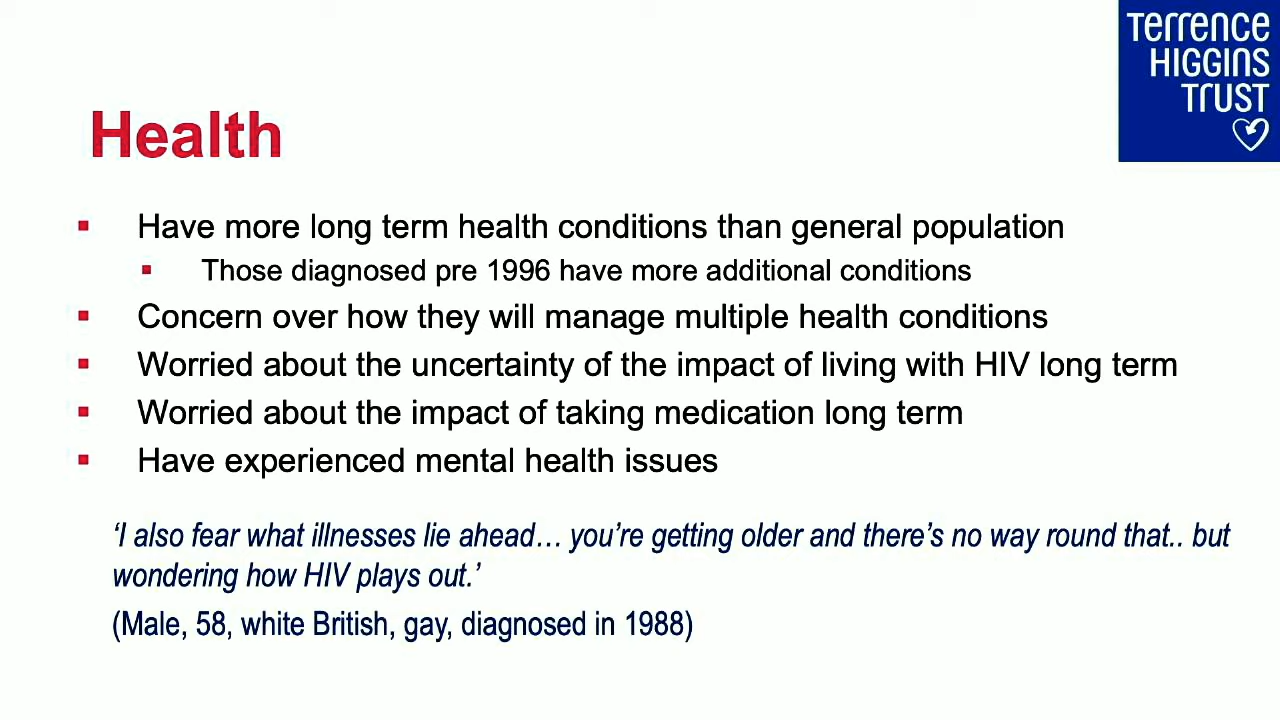 Terrence
HIGGINS
TrUST
Health
▪ Have more long term health conditions than general population
▪ Those diagnosed pre 1996 have more additional conditions
▪ Concern over how they will manage multiple health conditions
▪ Worried about the uncertainty of the impact of living with HIV long term
▪ Worried about the impact of taking medication long term
▪ Have experienced mental health issues
‘I also fear what illnesses lie ahead… you’re getting older and there’s no way round that.. but
wondering how HIV plays out.’
(Male, 58, white British, gay, diagnosed in 1988)